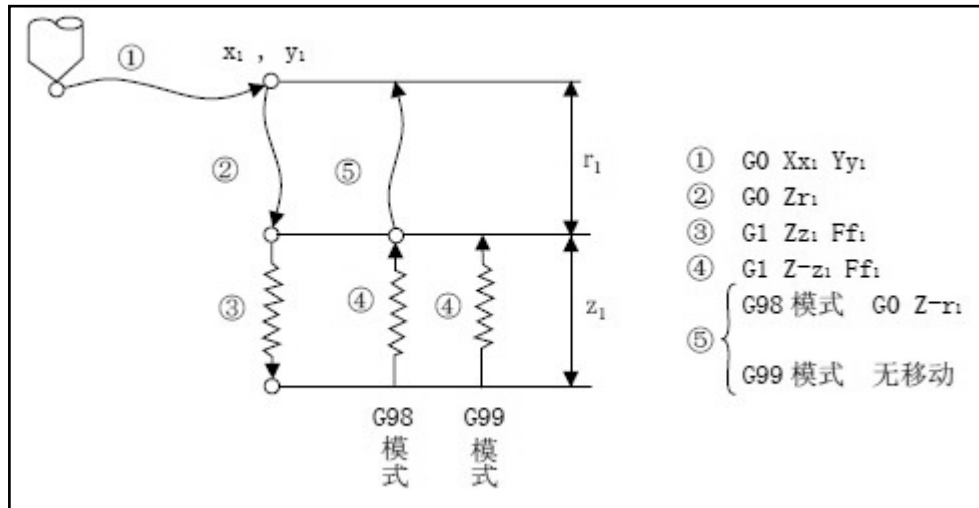 ①
x₁ , y₁
②
⑤
r₁
③
④
④
z₁
G98
模
式
G99
模
式
① G0 Xx₁ Yy₁
② G0 Zr₁
③ G1 Zz₁ Ff₁
④ G1 Z-z₁ Ff₁
⑤
G98 模式 G0 Z-r₁
G99 模式 无移动